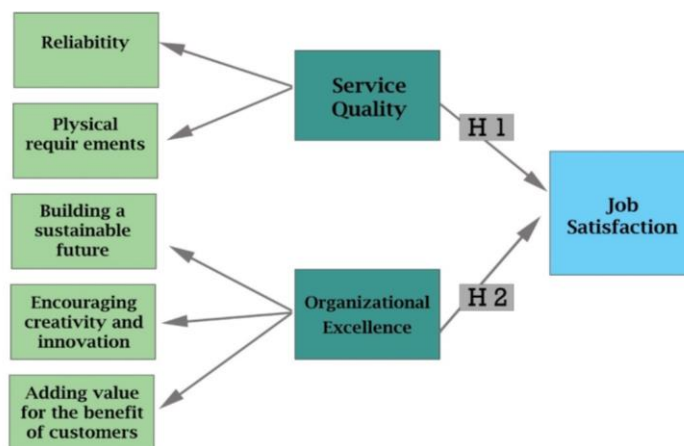 Reliabitity
Plysical
requir ements
Building a
sustainable
future
Encouraging
creativity and
innovation
Adding value
for the benefit
of customers
Service
Quality
Organizational
Excellence
H 1
H 2
Job
Satisfaction